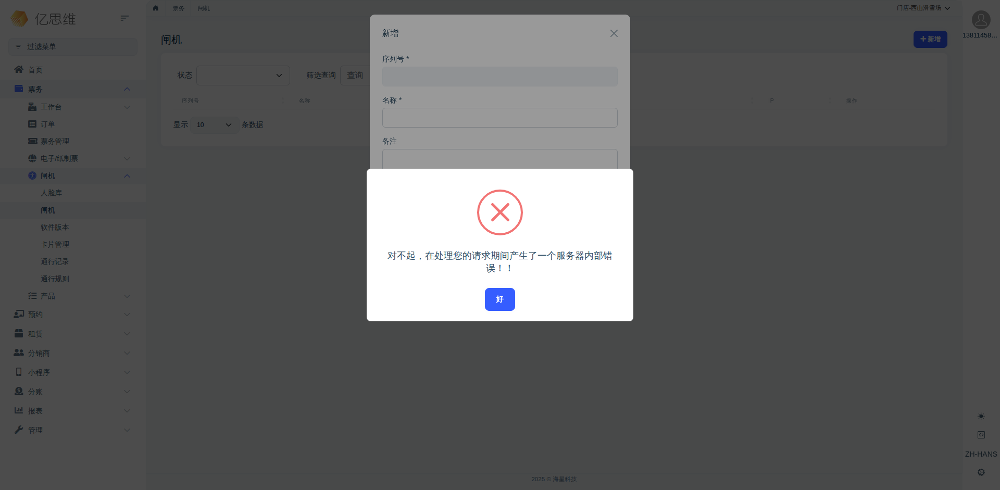 亿思维
过滤菜单
首页
票务
工作台
订单
票务管理
电子/纸制票
闸机
人脸库
闸机
软件版本
卡片管理
通行记录
通行规则
产品
预约
租赁
分销商
小程序
分账
报表
管理
票务 闸机
门店-西山滑雪场
13811458...
闸机
新增
状态 筛选查询 查询
序列号 名称 IP 操作
显示 10 条数据
新增
序列号 *
名称 *
备注
对不起，在处理您的请求期间产生了一个服务器内部错
误！！
好
ZH-HANS
2025 © 海星科技